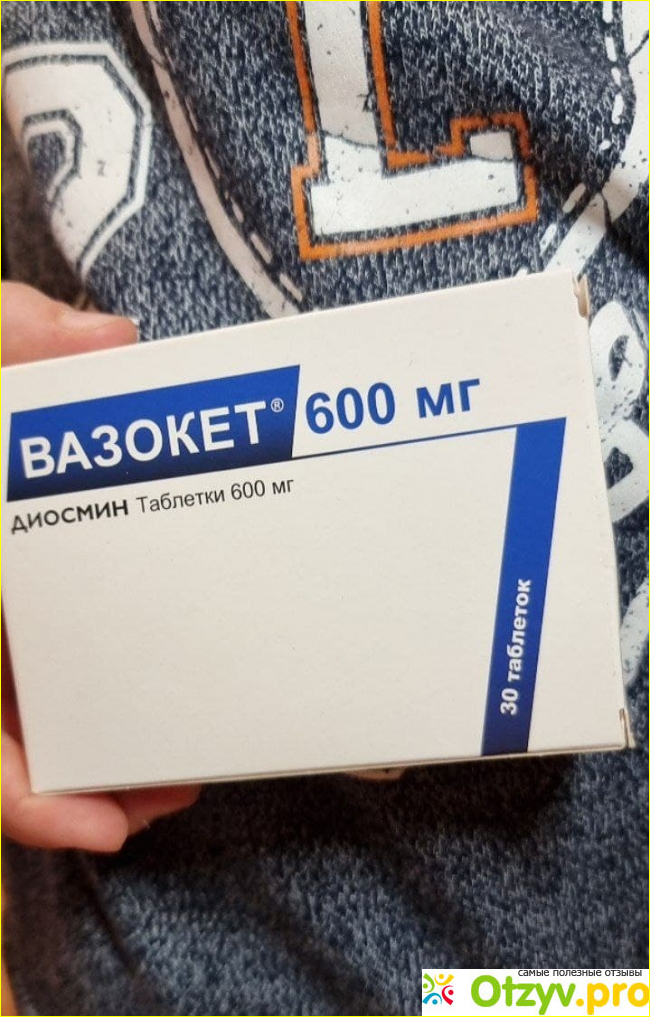 ВАЗОКЕТ® 600 мг
ДИОСМИН Таблетки 600 мг
30 таблеток
самые полезные отзывы
Otzyv.pro